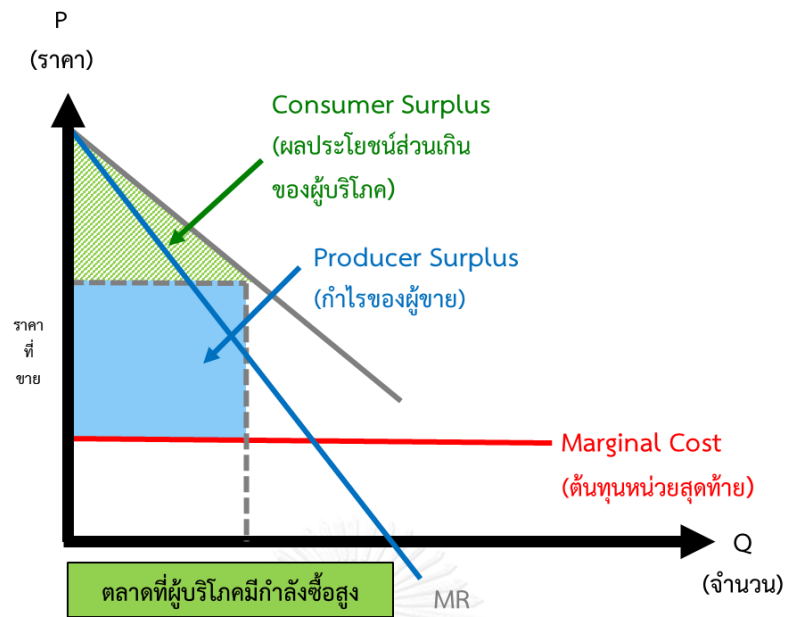 P
(ราคา)
Consumer Surplus
(ผลประโยชน์ส่วนเกิน
ของผู้บริโภค)
Producer Surplus
(กำไรของผู้ขาย)
ราคา
ที่
ขาย
Marginal Cost
(ต้นทุนหน่วยสุดท้าย)
Q
(จำนวน)
ตลาดที่ผู้บริโภคมีกำลังซื้อสูง
MR